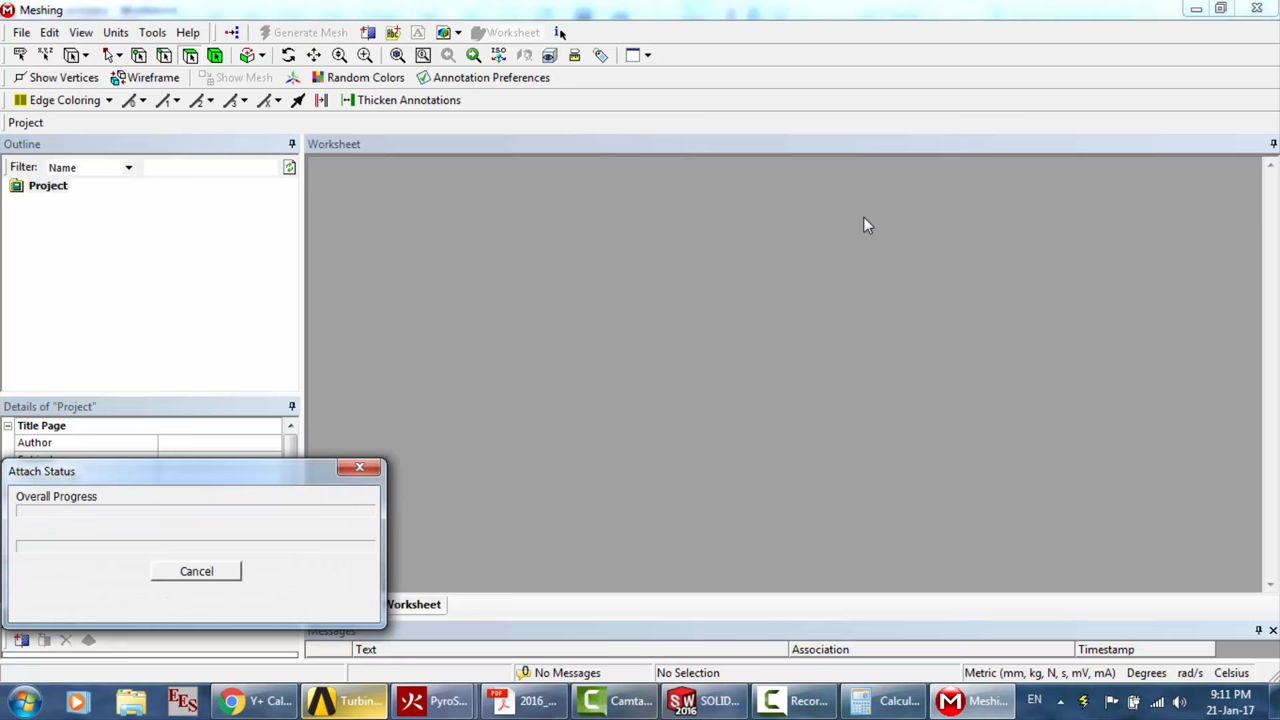 Meshing
File Edit View Units Tools Help Generate Mesh A Worksheet i
Show Vertices Wireframe Show Mesh Random Colors Annotation Preferences
Edge Coloring Thicken Annotations
Project
Outline
Worksheet
Filter: Name
Project
Details of "Project"
Title Page
Author
Attach Status
Overall Progress
Cancel
Worksheet
Messages
Text Association Timestamp
No Messages No Selection Metric (mm, kg, N, s, mV, mA) Degrees rad/s Celsius
EES Y+ Cal... Turbin... PyroS... 2016_... Camta... SOLID... Recor... Calcul... Meshi... EN
9:11 PM
21-Jan-17